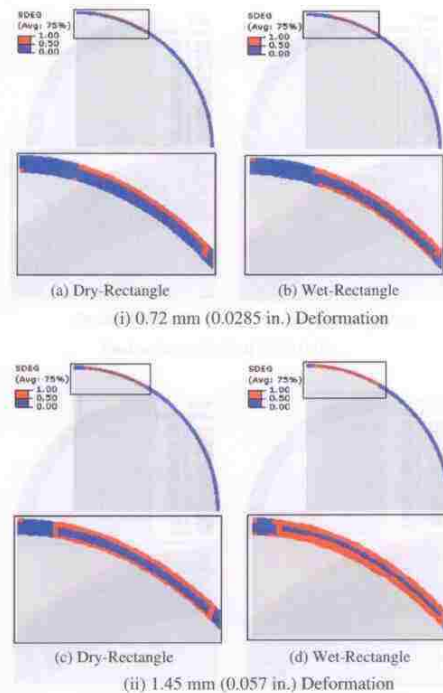 SDEG
(Avg: 75%)
1.00
0.50
0.00
SDEG
(Avg: 75%)
1.00
0.50
0.00
(a) Dry-Rectangle
(b) Wet-Rectangle
(i) 0.72 mm (0.0285 in.) Deformation
SDEG
(Avg: 75%)
1.00
0.50
0.00
SDEG
(Avg: 75%)
1.00
0.50
0.00
(c) Dry-Rectangle
(d) Wet-Rectangle
(ii) 1.45 mm (0.057 in.) Deformation